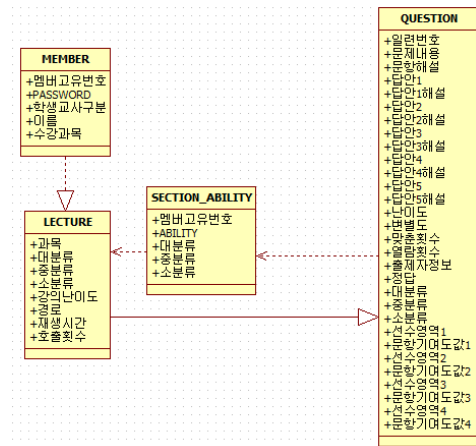 MEMBER
+멤버고유번호
+PASSWORD
+학생교사구분
+이름
+수강과목
LECTURE
+과목
+대분류
+중분류
+소분류
+강의난이도
+경로
+재생시간
+호출횟수
SECTION_ABILITY
+멤버고유번호
+ABILITY
+대분류
+중분류
+소분류
QUESTION
+일련번호
+문제내용
+문항해설
+답안1
+답안1해설
+답안2
+답안2해설
+답안3
+답안3해설
+답안4
+답안4해설
+답안5
+답안5해설
+난이도
+변별도
+맞춘횟수
+열람횟수
+출제자정보
+정답
+대분류
+중분류
+소분류
+선수영역1
+문항기여도값1
+선수영역2
+문항기여도값2
+선수영역3
+문항기여도값3
+선수영역4
+문항기여도값4